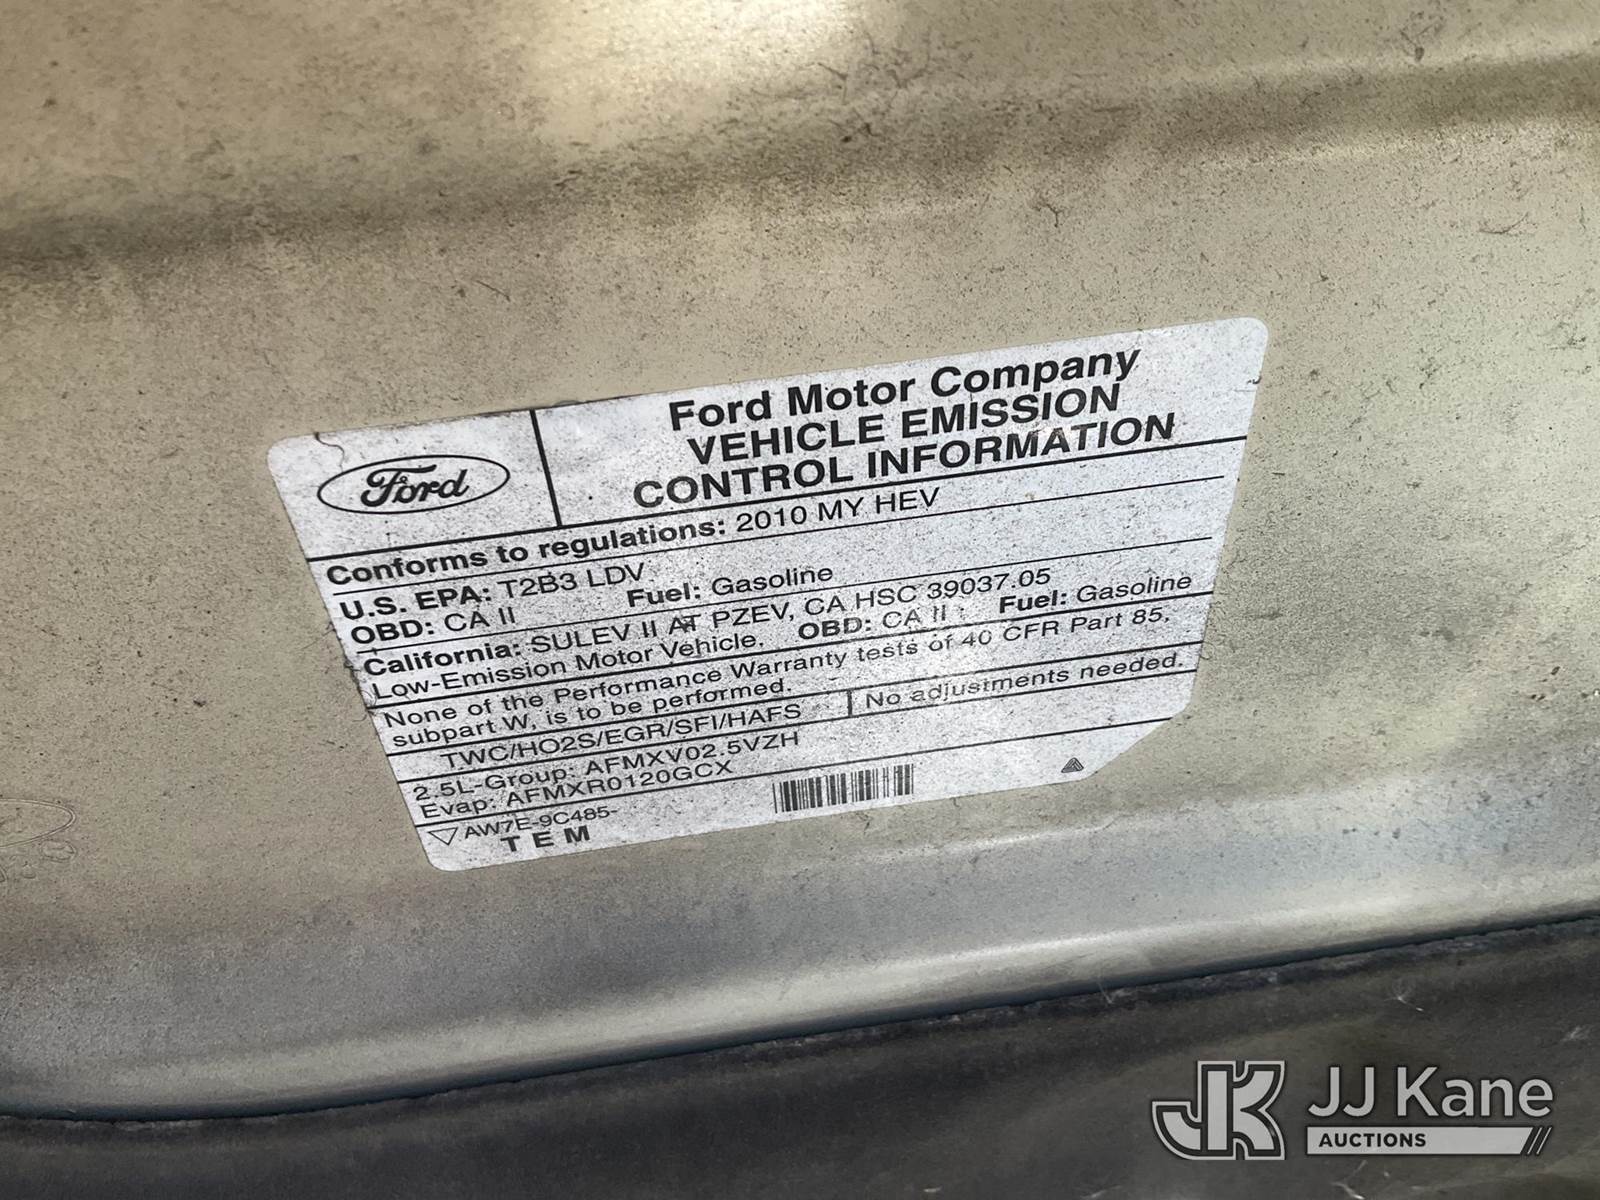 Ford
Ford Motor Company
VEHICLE EMISSION
CONTROL INFORMATION
Conforms to regulations: 2010 MY HEV
U.S. EPA: T2B3 LDV
OBD: CA II Fuel: Gasoline
California: SULEV II AT PZEV, CA HSC 39037.05
Low-Emission Motor Vehicle. OBD: CA II Fuel: Gasoline
None of the Performance Warranty tests of 40 CFR Part 85,
subpart W, is to be performed.
TWC/HO2S/EGR/SFI/HAFS No adjustments needed.
2.5L-Group: AFMXV02.5VZH
Evap: AFMXR0120GCX
AW7E-9C485-
TEM
JK JJ Kane
AUCTIONS